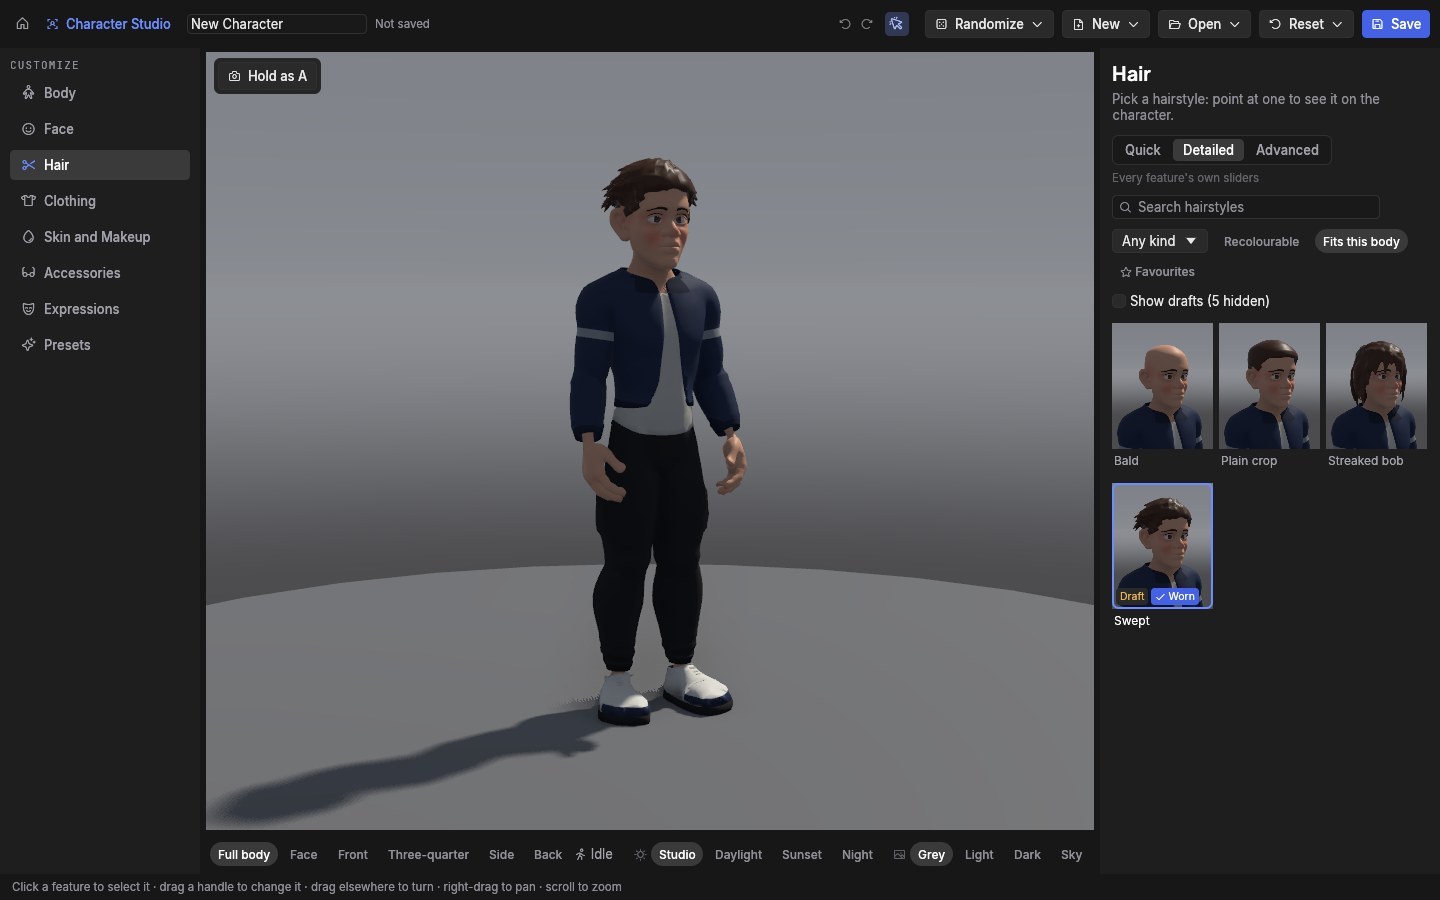 Character Studio
New Character
Not saved
Randomize
New
Open
Reset
Save
CUSTOMIZE
Body
Face
Hair
Clothing
Skin and Makeup
Accessories
Expressions
Presets
Hold as A
Full body
Face
Front
Three-quarter
Side
Back
Idle
Studio
Daylight
Sunset
Night
Grey
Light
Dark
Sky
Hair
Pick a hairstyle: point at one to see it on the
character.
Quick
Detailed
Advanced
Every feature's own sliders
Search hairstyles
Any kind
Recolourable
Fits this body
Favourites
Show drafts (5 hidden)
Bald
Plain crop
Streaked bob
Draft
Worn
Swept
Click a feature to select it · drag a handle to change it · drag elsewhere to turn · right-drag to pan · scroll to zoom